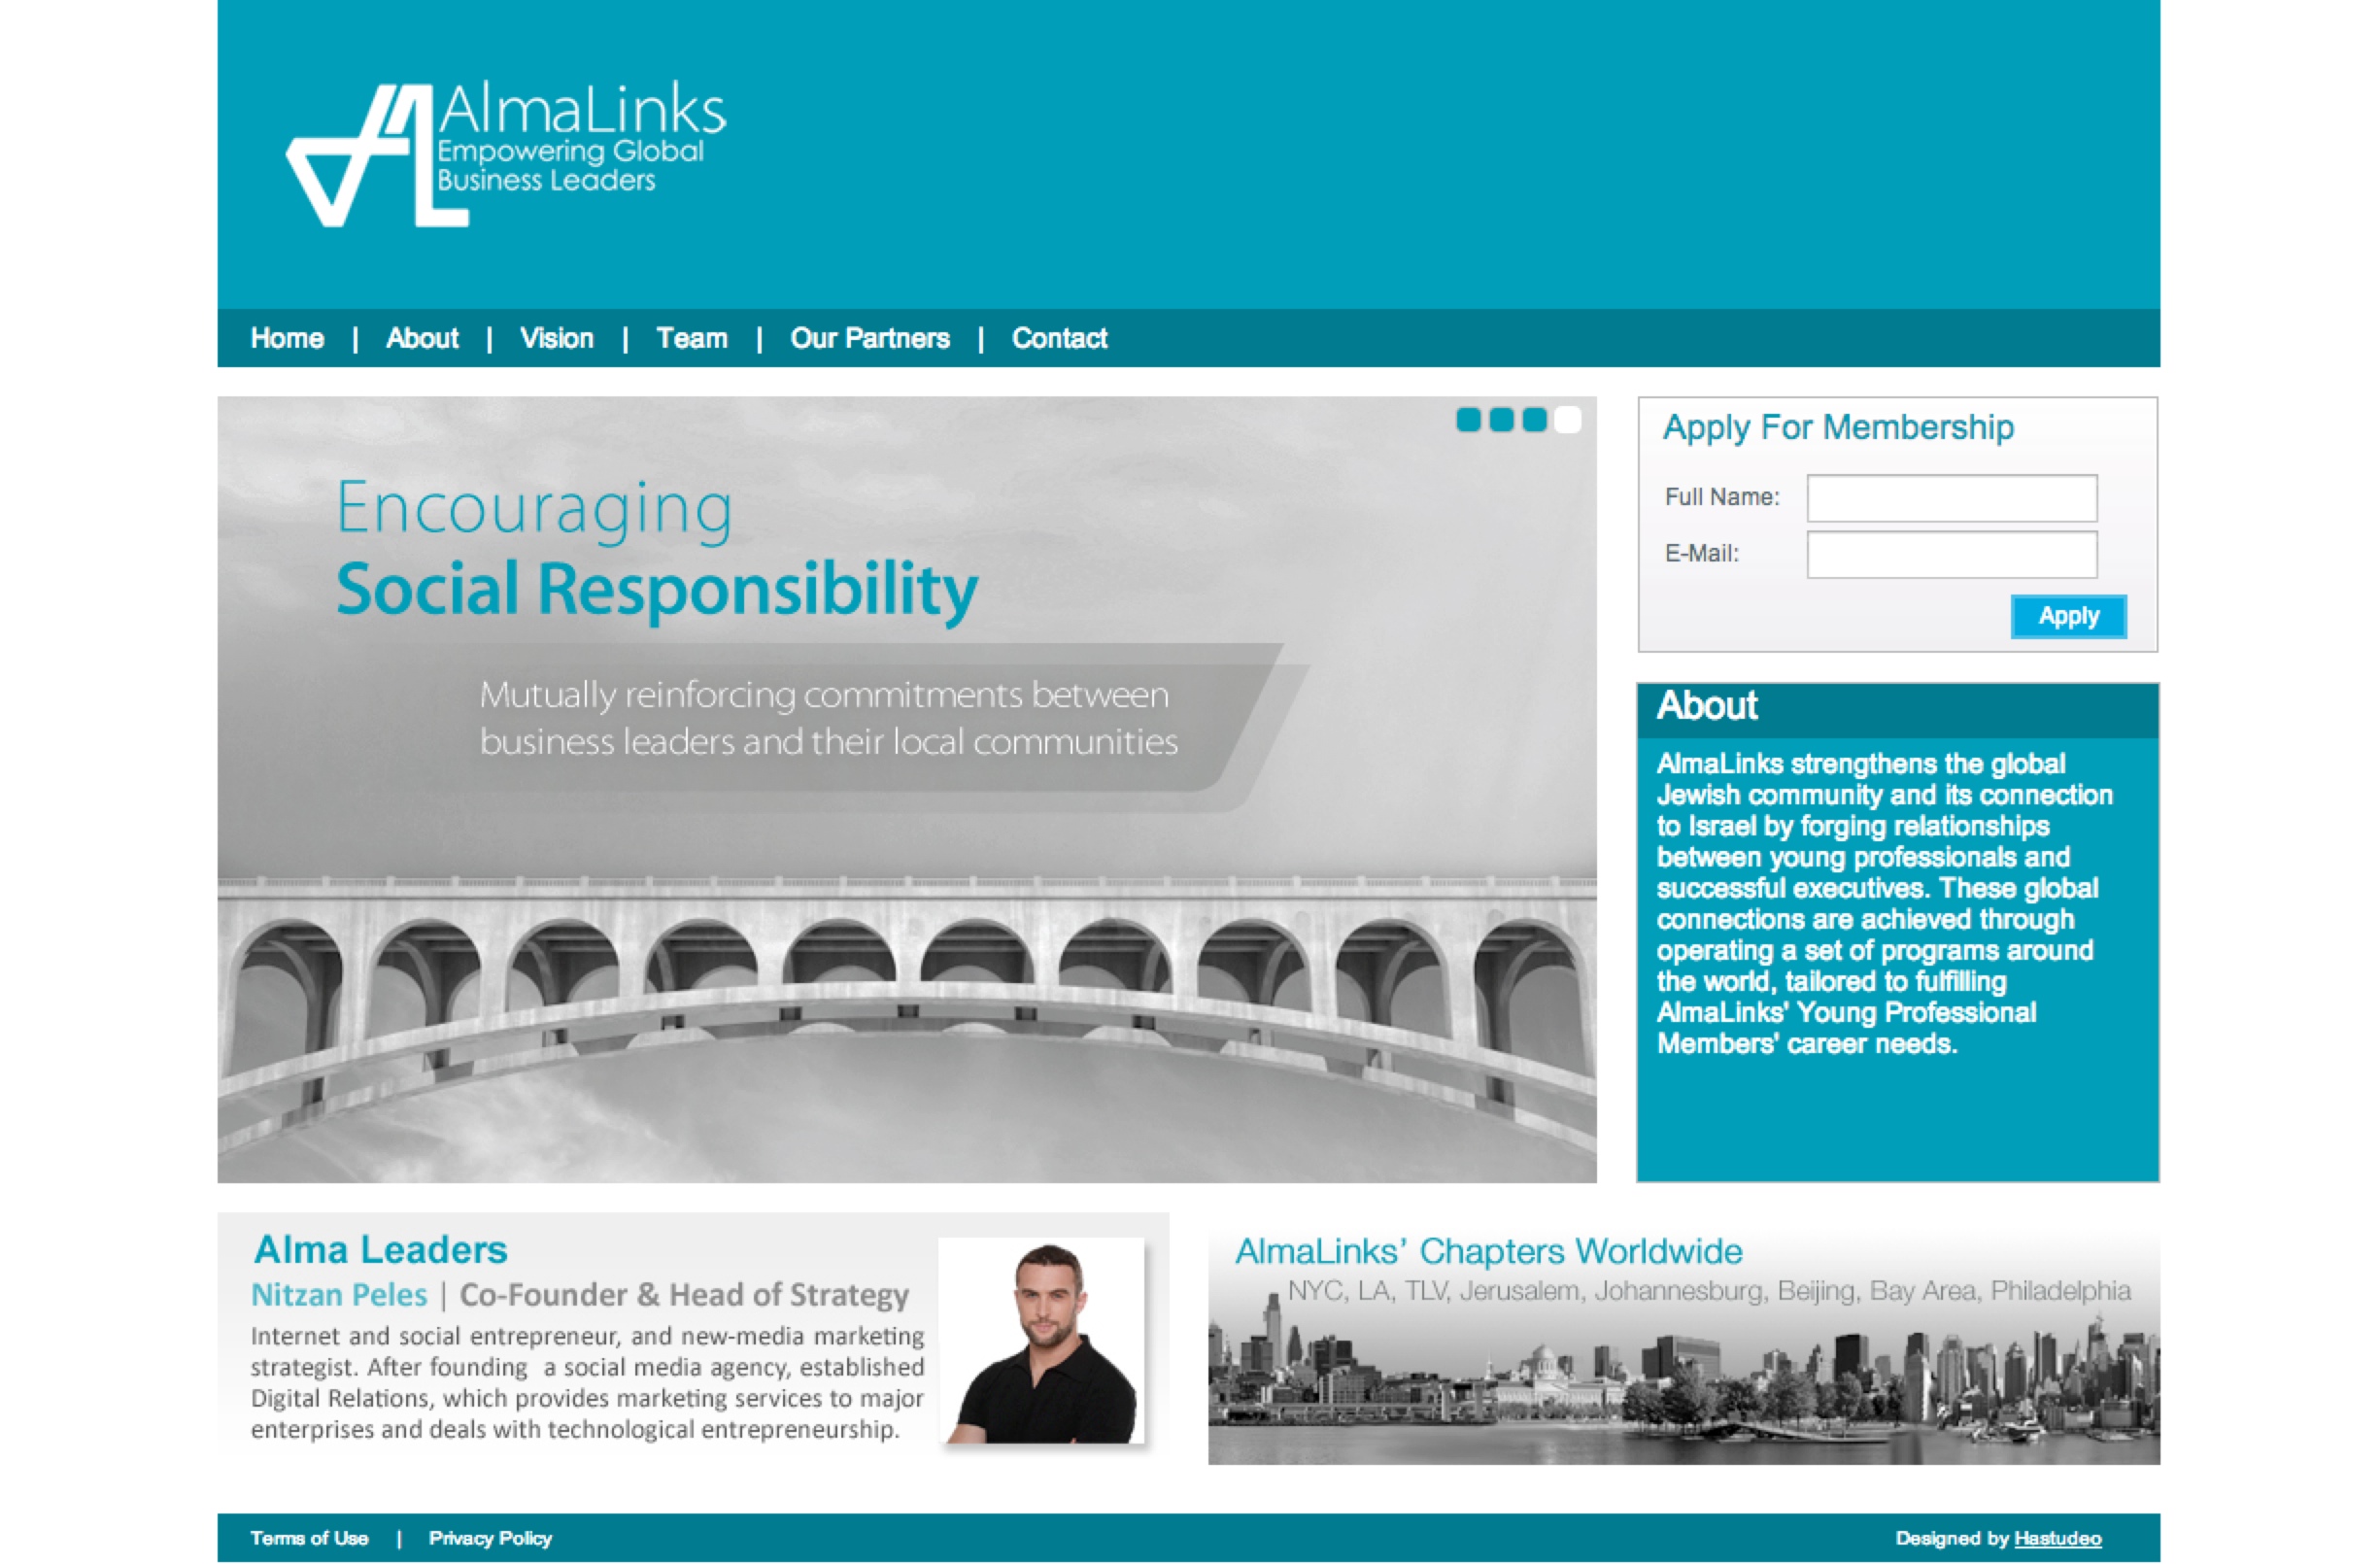 AlmaLinks
Empowering Global
Business Leaders
Home | About | Vision | Team | Our Partners | Contact
Encouraging
Social Responsibility
Mutually reinforcing commitments between
business leaders and their local communities
Apply For Membership
Full Name:
E-Mail:
Apply
About
AlmaLinks strengthens the global
Jewish community and its connection
to Israel by forging relationships
between young professionals and
successful executives. These global
connections are achieved through
operating a set of programs around
the world, tailored to fulfilling
AlmaLinks' Young Professional
Members' career needs.
Alma Leaders
Nitzan Peles | Co-Founder & Head of Strategy
Internet and social entrepreneur, and new-media marketing
strategist. After founding a social media agency, established
Digital Relations, which provides marketing services to major
enterprises and deals with technological entrepreneurship.
AlmaLinks’ Chapters Worldwide
NYC, LA, TLV, Jerusalem, Johannesburg, Beijing, Bay Area, Philadelphia
Terms of Use | Privacy Policy
Designed by Hastudeo